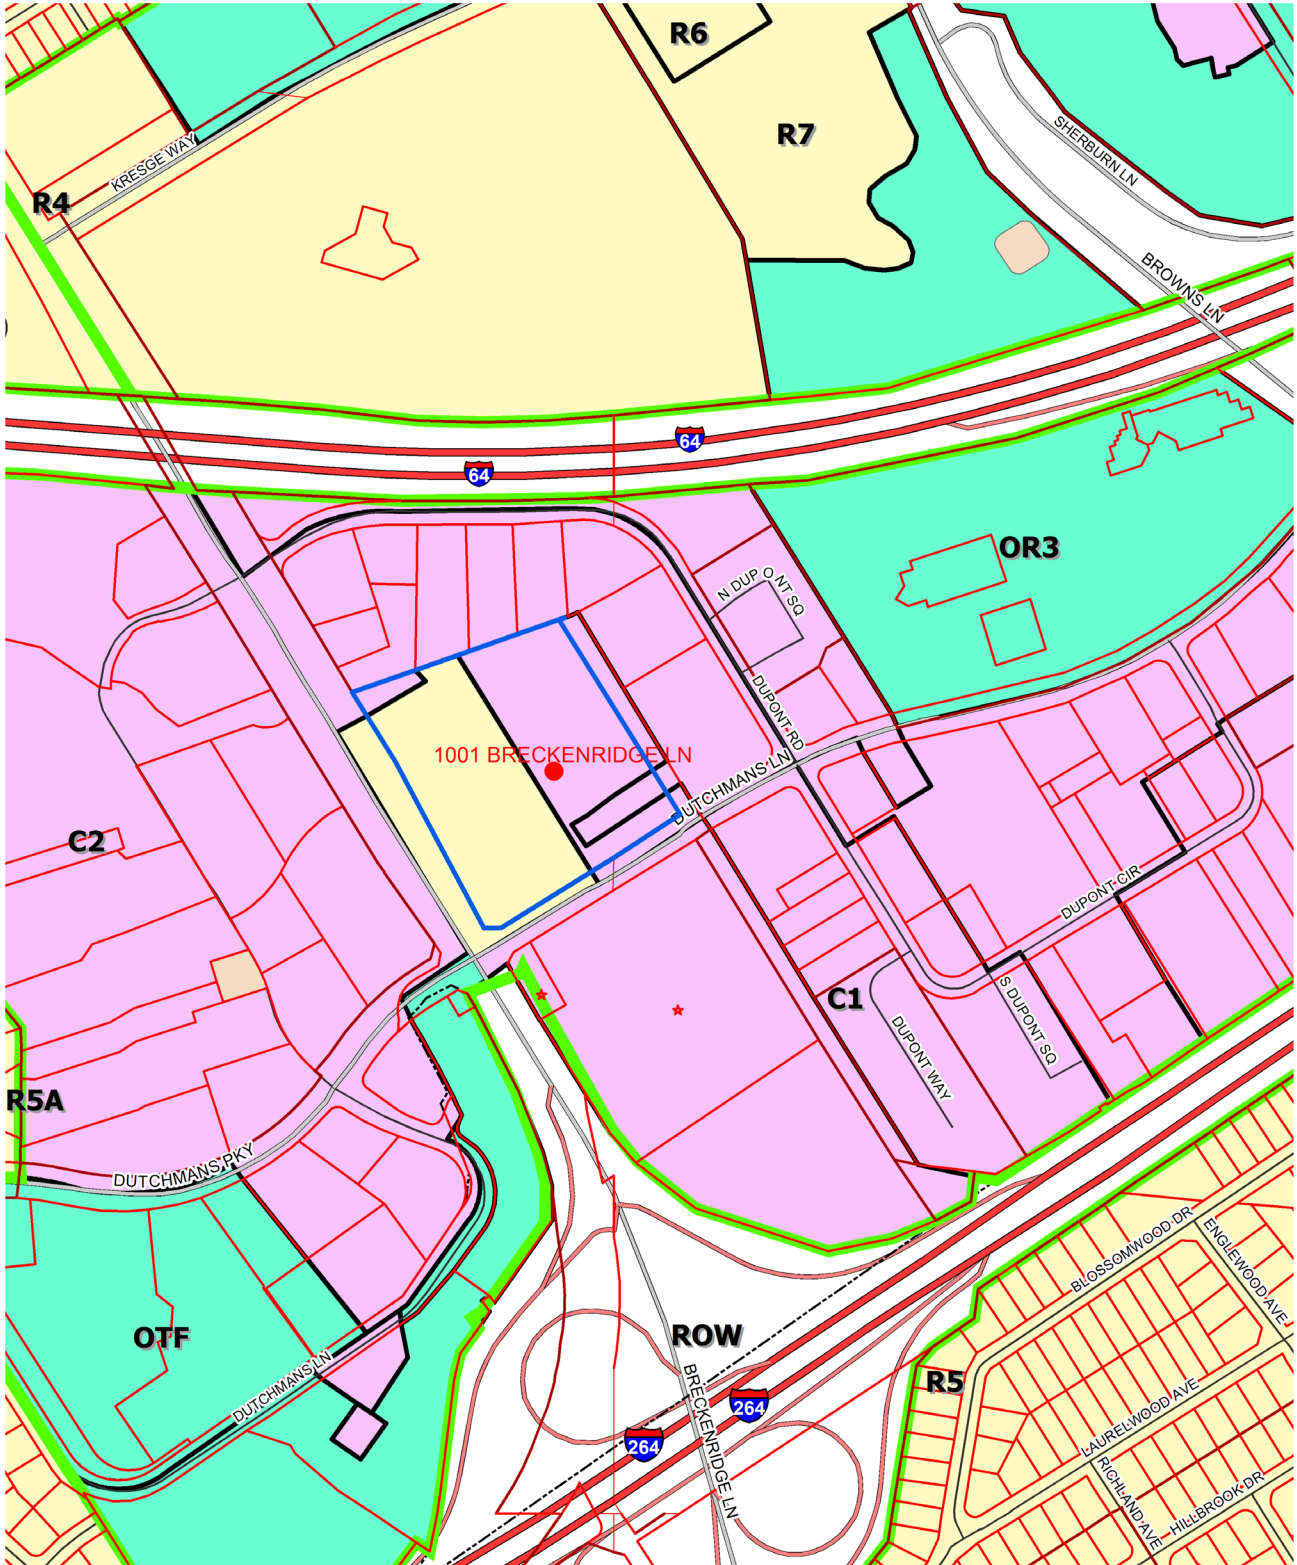 R6
R7
SHERBURN LN
KRESGE WAY
R4
BROWNS LN
64
64
OR3
N DUPONT SQ
DUPONT RD
1001 BRECKENRIDGE LN
DUTCHMANS LN
C2
DUPONT CIR
C1
S DUPONT SQ
DUPONT WAY
R5A
DUTCHMANS PKY
BLOSSOMWOOD DR
ENGLEWOOD AVE
OTF
ROW
R5
DUTCHMANS LN
BRECKENRIDGE LN
264
264
LAURELWOOD AVE
RICHLAND AVE
HILLBROOK DR